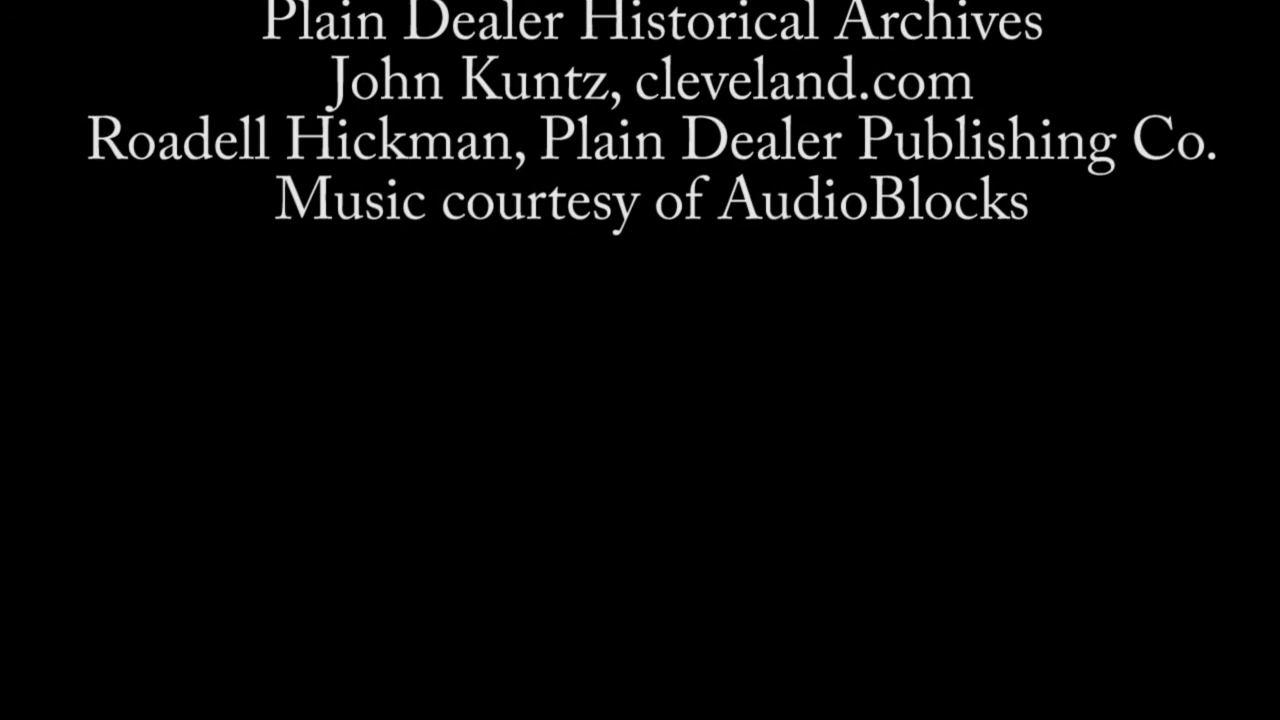 Plain Dealer Historical Archives
John Kuntz, cleveland.com
Roadell Hickman, Plain Dealer Publishing Co.
Music courtesy of AudioBlocks